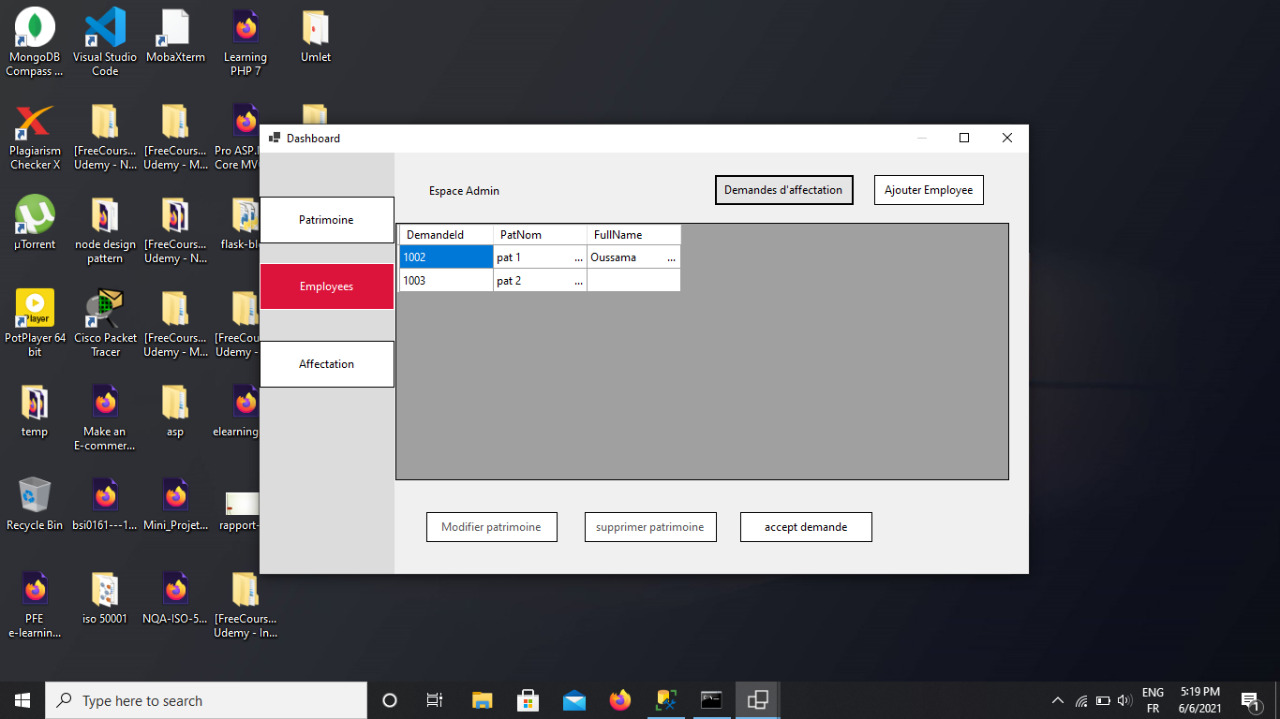 MongoDB
Compass ...
Visual Studio
Code
MobaXterm
Learning
PHP 7
Umlet
Plagiarism
Checker X
[FreeCours...
Udemy - N...
[FreeCours...
Udemy - M...
Pro ASP.
Core MV
µTorrent
node design
pattern
[FreeCours...
Udemy - N...
flask-bl
PotPlayer 64
bit
Cisco Packet
Tracer
[FreeCours...
Udemy - M...
[FreeCou
Udemy -
temp
Make an
E-commer...
asp
elearning
Recycle Bin
bsi0161---1...
Mini_Projet...
rapport-
PFE
e-learnin...
iso 50001
NQA-ISO-5...
[FreeCours...
Udemy - In...
Dashboard
Patrimoine
Employees
Affectation
Espace Admin
Demandes d'affectation
Ajouter Employee
DemandeId PatNom FullName
1002 pat 1 ... Oussama ...
1003 pat 2 ...
Modifier patrimoine
supprimer patrimoine
accept demande
Type here to search
ENG
FR
5:19 PM
6/6/2021
1